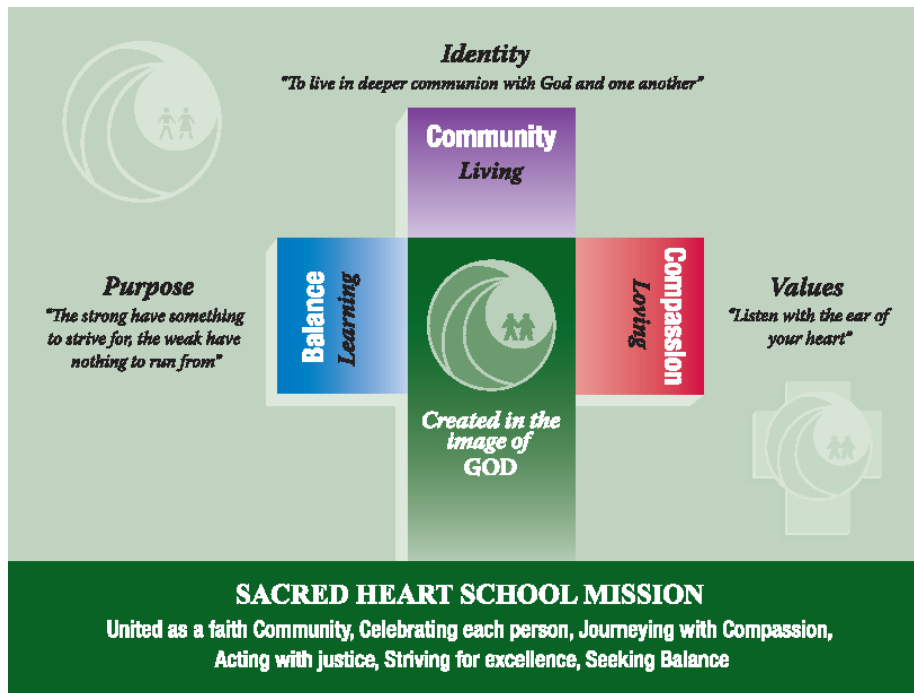 Identity
"To live in deeper communion with God and one another"
Community
Living
Purpose
"The strong have something
to strive for, the weak have
nothing to run from"
Balance
Learning
Compassion
Loving
Values
"Listen with the ear of
your heart"
Created in the
image of
GOD
SACRED HEART SCHOOL MISSION
United as a faith Community, Celebrating each person, Journeying with Compassion,
Acting with justice, Striving for excellence, Seeking Balance